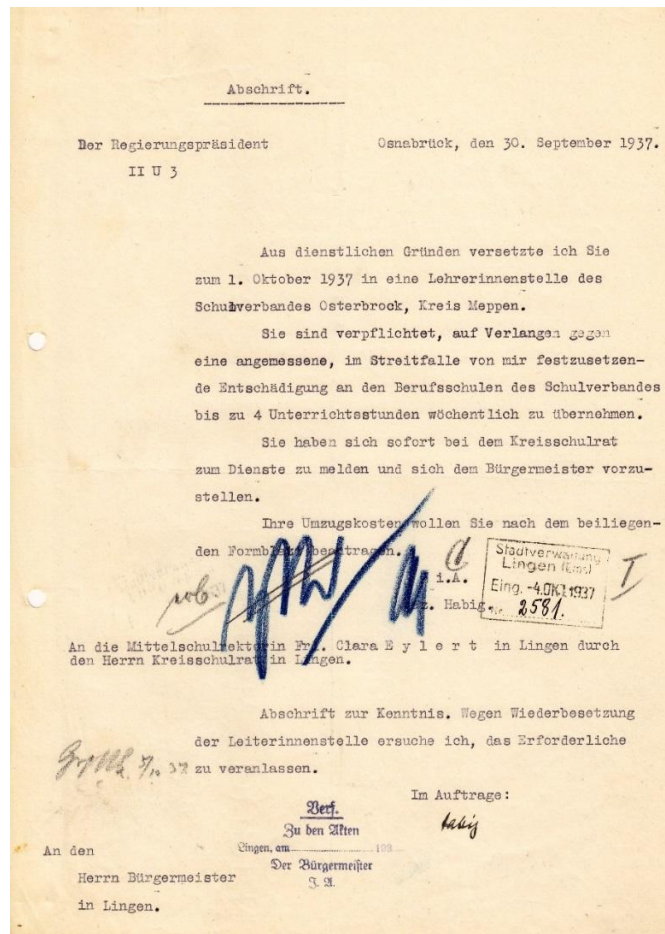 Abschrift.
Der Regierungspräsident Osnabrück, den 30. September 1937.
II U 3
Aus dienstlichen Gründen versetzte ich Sie
zum 1. Oktober 1937 in eine Lehrerinnenstelle des
Schulverbandes Osterbrock, Kreis Meppen.
Sie sind verpflichtet, auf Verlangen gegen
eine angemessene, im Streitfalle von mir festzusetzen-
de Entschädigung an den Berufsschulen des Schulverbandes
bis zu 4 Unterrichtsstunden wöchentlich zu übernehmen.
Sie haben sich sofort bei dem Kreisschulrat
zum Dienste zu melden und sich dem Bürgermeister vorzu-
stellen.
Ihre Umzugskosten wollen Sie nach dem beiliegen-
den Formblatt beantragen.
i.A.
gez. Habig.
Stadtverwaltung
Lingen (Ems)
Eing. -4.OKT.1937
Nr. 2581.
I
An die Mittelschulrektorin Frl. Clara E y l e r t in Lingen durch
den Herrn Kreisschulrat in Lingen.
Abschrift zur Kenntnis. Wegen Wiederbesetzung
der Leiterinnenstelle ersuche ich, das Erforderliche
zu veranlassen.
Im Auftrage:
Habig
Verf.
Zu den Akten
Lingen, am 193
Der Bürgermeister
J. A.
An den
Herrn Bürgermeister
in Lingen.